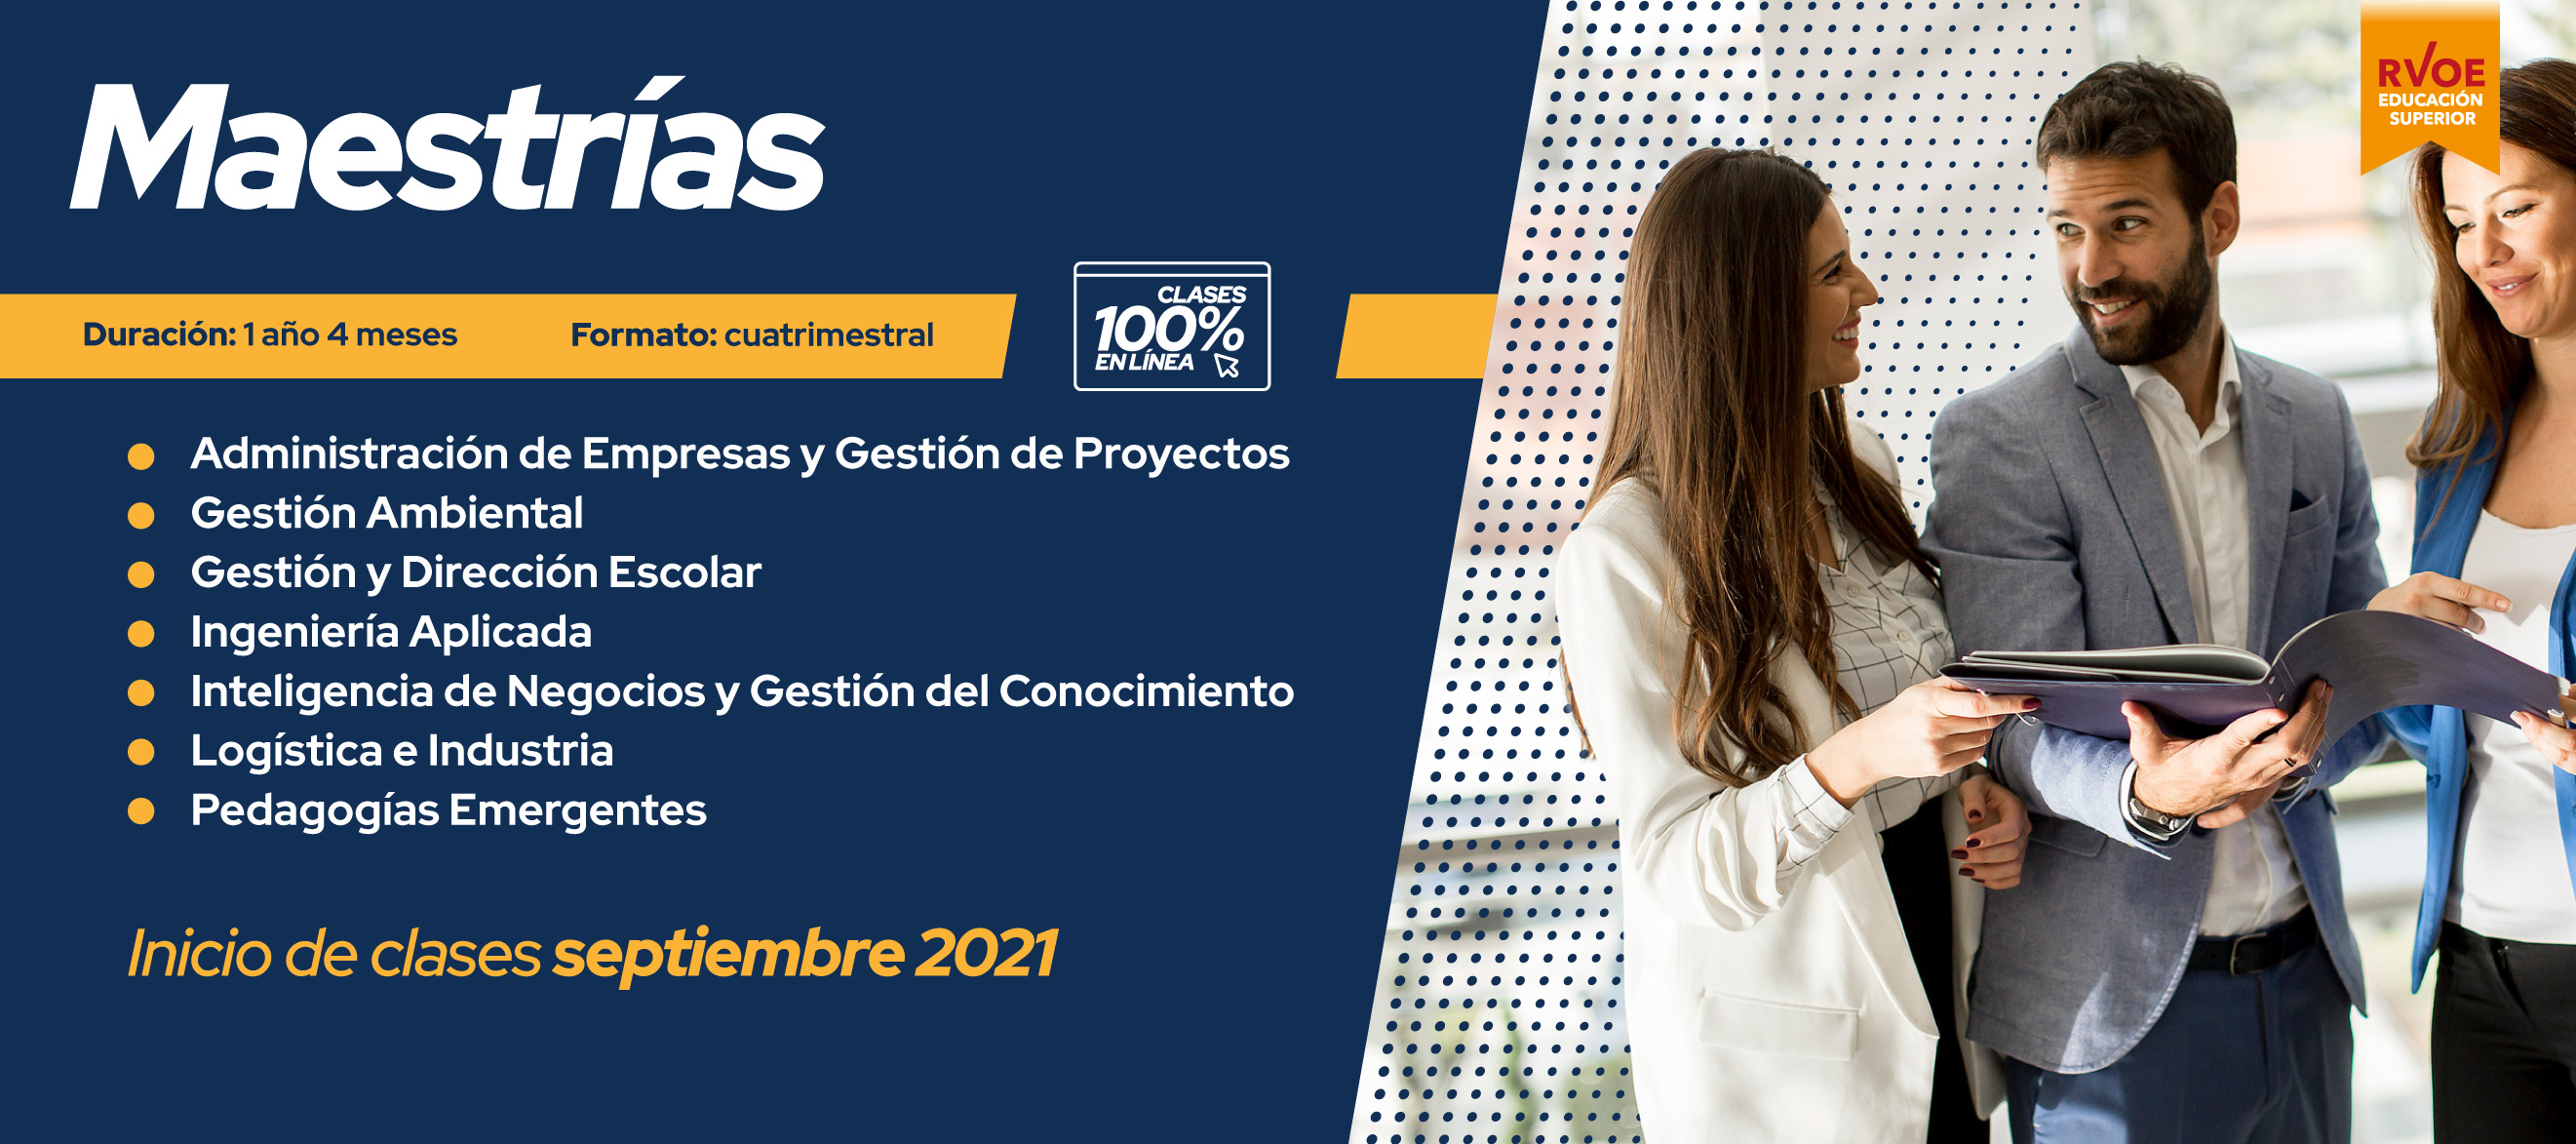 Maestrías
RVOE
EDUCACIÓN
SUPERIOR
Duración: 1 año 4 meses
Formato: cuatrimestral
CLASES
100%
EN LÍNEA
Administración de Empresas y Gestión de Proyectos
Gestión Ambiental
Gestión y Dirección Escolar
Ingeniería Aplicada
Inteligencia de Negocios y Gestión del Conocimiento
Logística e Industria
Pedagogías Emergentes
Inicio de clases septiembre 2021